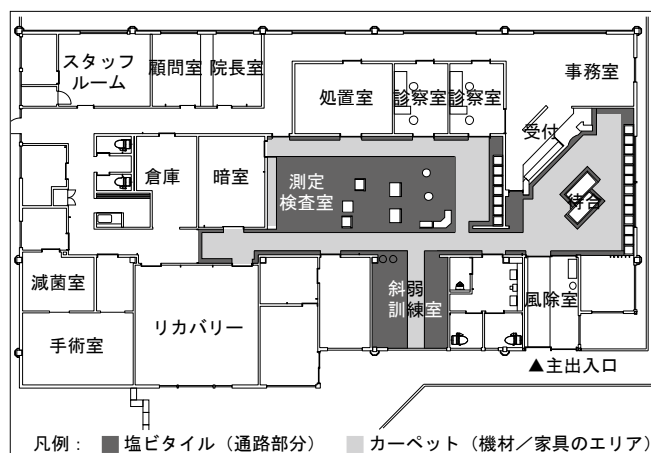 スタッフ
ルーム
顧問室
院長室
処置室
診察室
診察室
事務室
受付
倉庫
暗室
測定
検査室
待合
減菌室
手術室
リカバリー
斜弱
訓練室
風除室
▲主出入口
凡例： ■塩ビタイル（通路部分） ■カーペット（機材／家具のエリア）